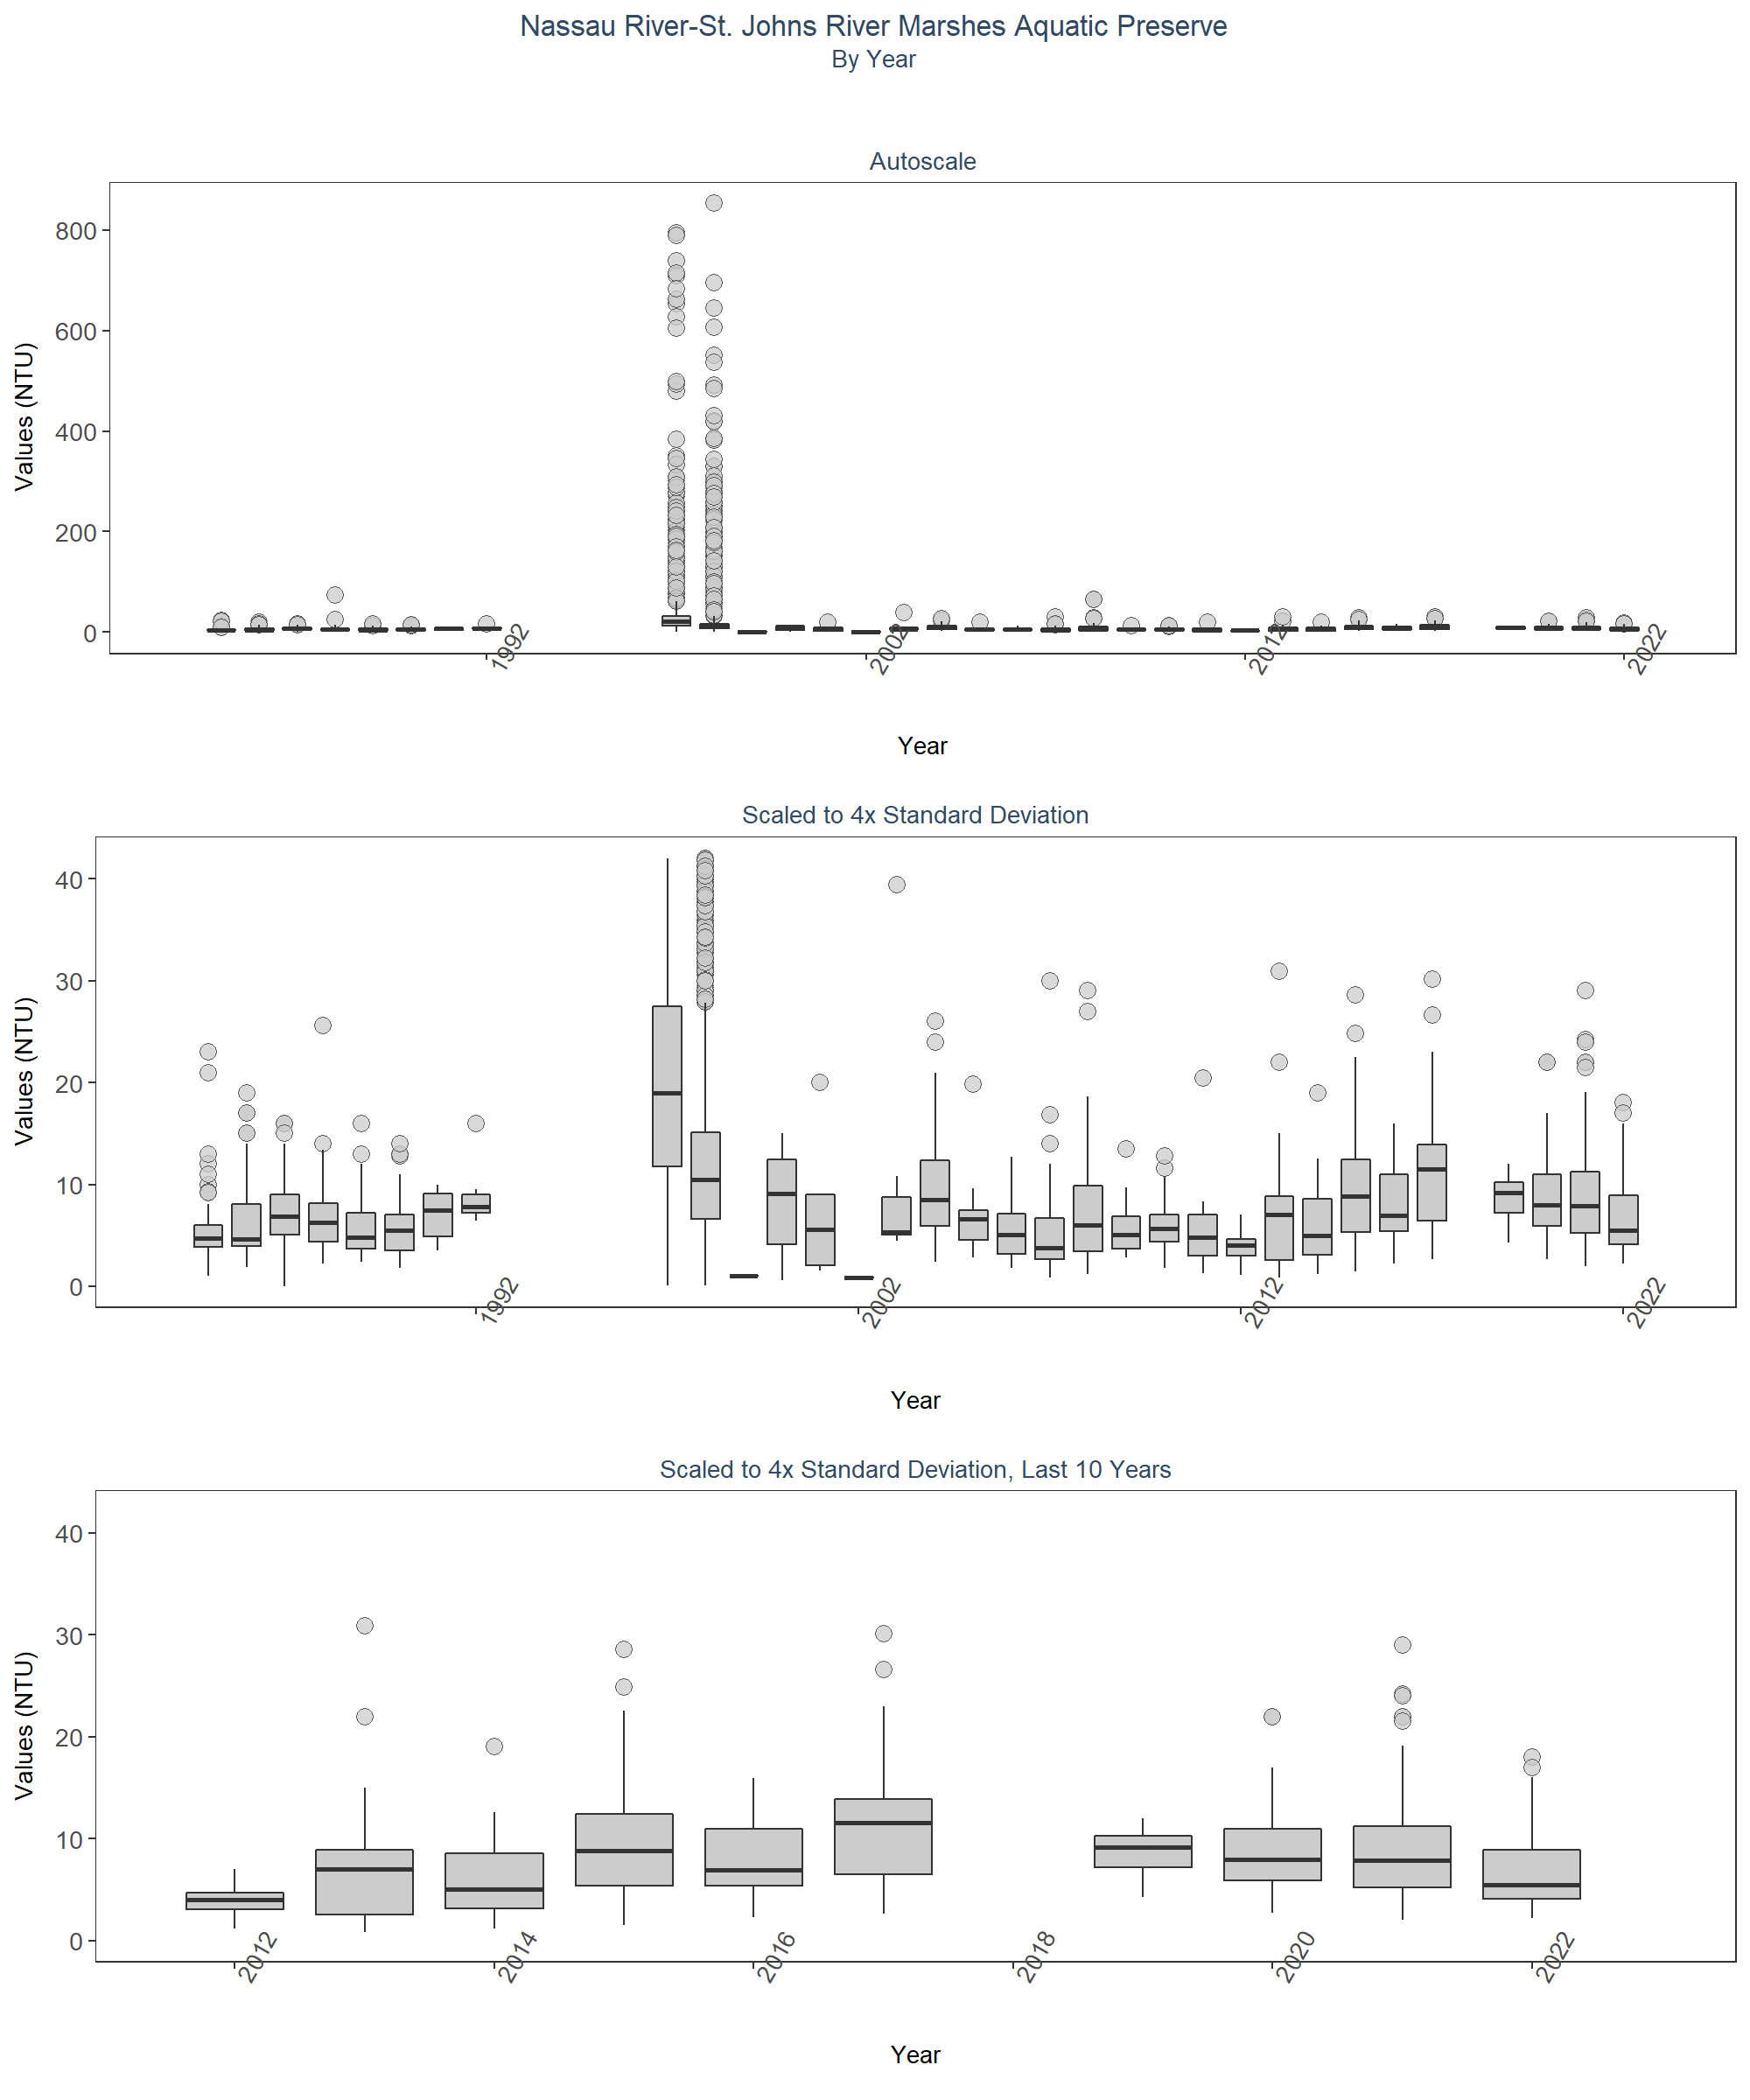 Nassau River-St. Johns River Marshes Aquatic Preserve
By Year
Autoscale
Values (NTU)
800
600
400
200
0
1992
2002
2012
2022
Year
Scaled to 4x Standard Deviation
Values (NTU)
40
30
20
10
0
1992
2002
2012
2022
Year
Scaled to 4x Standard Deviation, Last 10 Years
Values (NTU)
40
30
20
10
0
2012
2014
2016
2018
2020
2022
Year